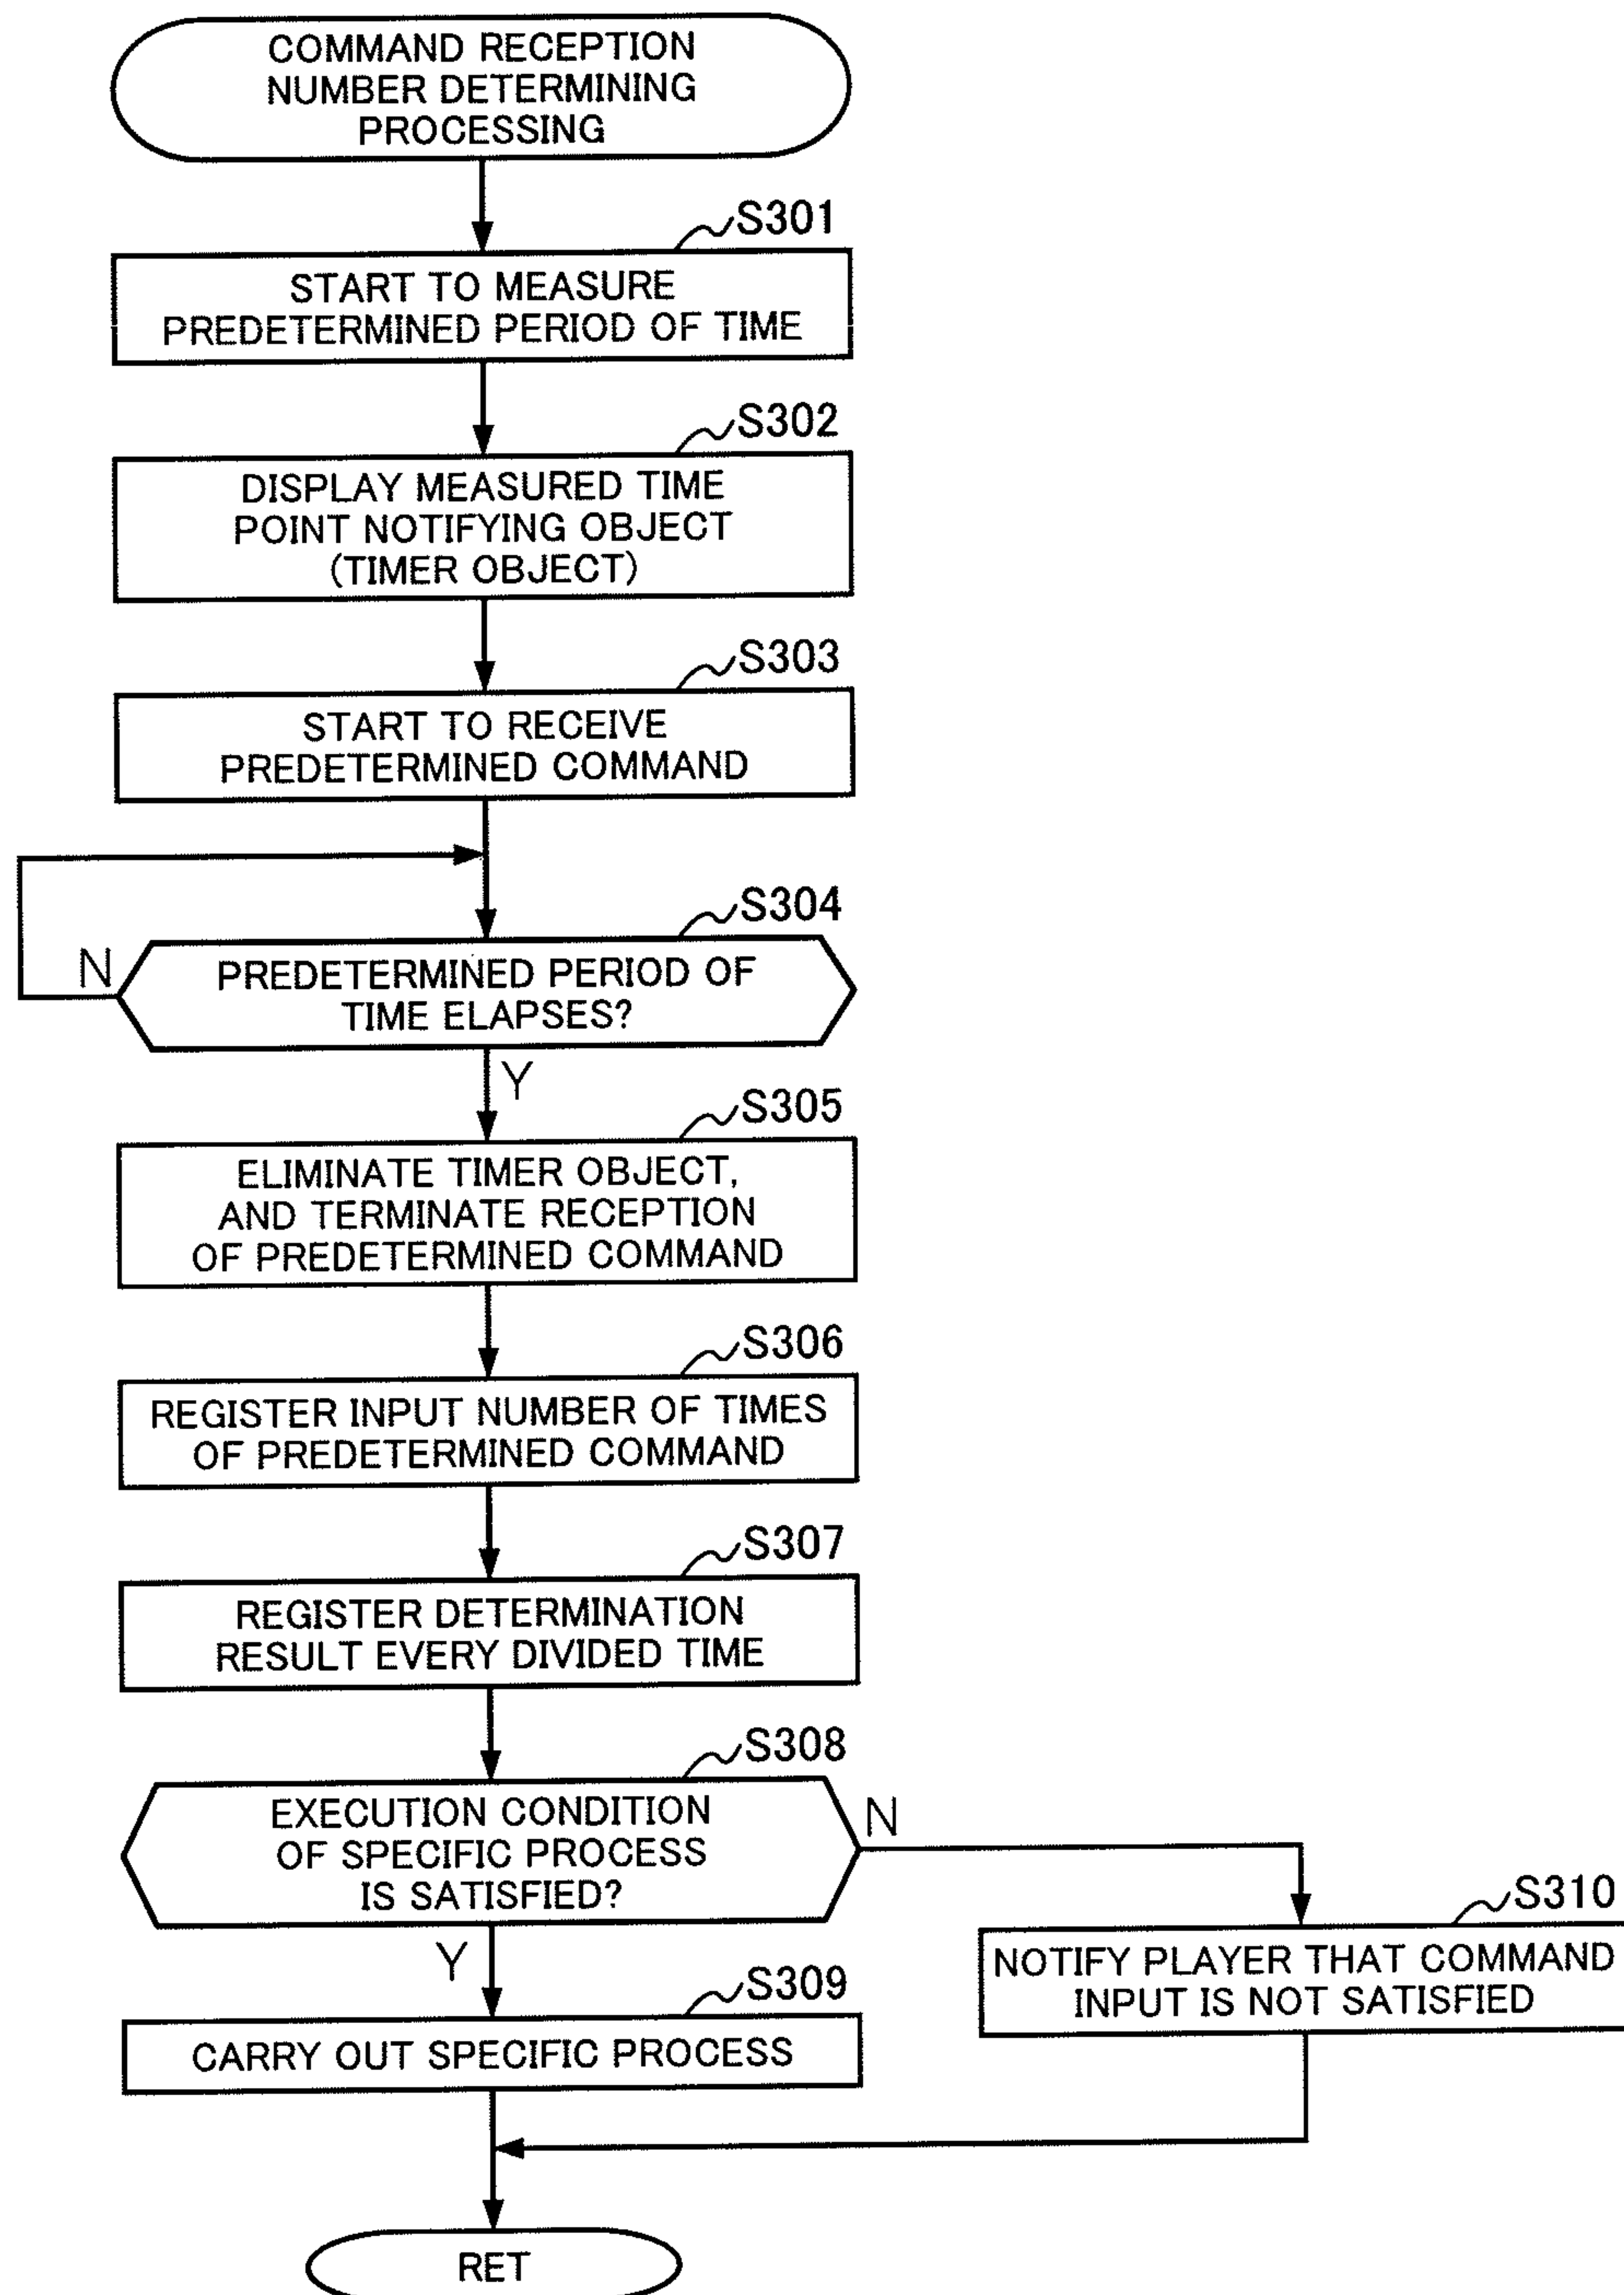 COMMAND RECEPTION
NUMBER DETERMINING
PROCESSING
S301
START TO MEASURE
PREDETERMINED PERIOD OF TIME
S302
DISPLAY MEASURED TIME
POINT NOTIFYING OBJECT
(TIMER OBJECT)
S303
START TO RECEIVE
PREDETERMINED COMMAND
S304
N
PREDETERMINED PERIOD OF
TIME ELAPSES?
Y
S305
ELIMINATE TIMER OBJECT,
AND TERMINATE RECEPTION
OF PREDETERMINED COMMAND
S306
REGISTER INPUT NUMBER OF TIMES
OF PREDETERMINED COMMAND
S307
REGISTER DETERMINATION
RESULT EVERY DIVIDED TIME
S308
EXECUTION CONDITION
OF SPECIFIC PROCESS
IS SATISFIED?
N
Y
S310
NOTIFY PLAYER THAT COMMAND
INPUT IS NOT SATISFIED
S309
CARRY OUT SPECIFIC PROCESS
RET